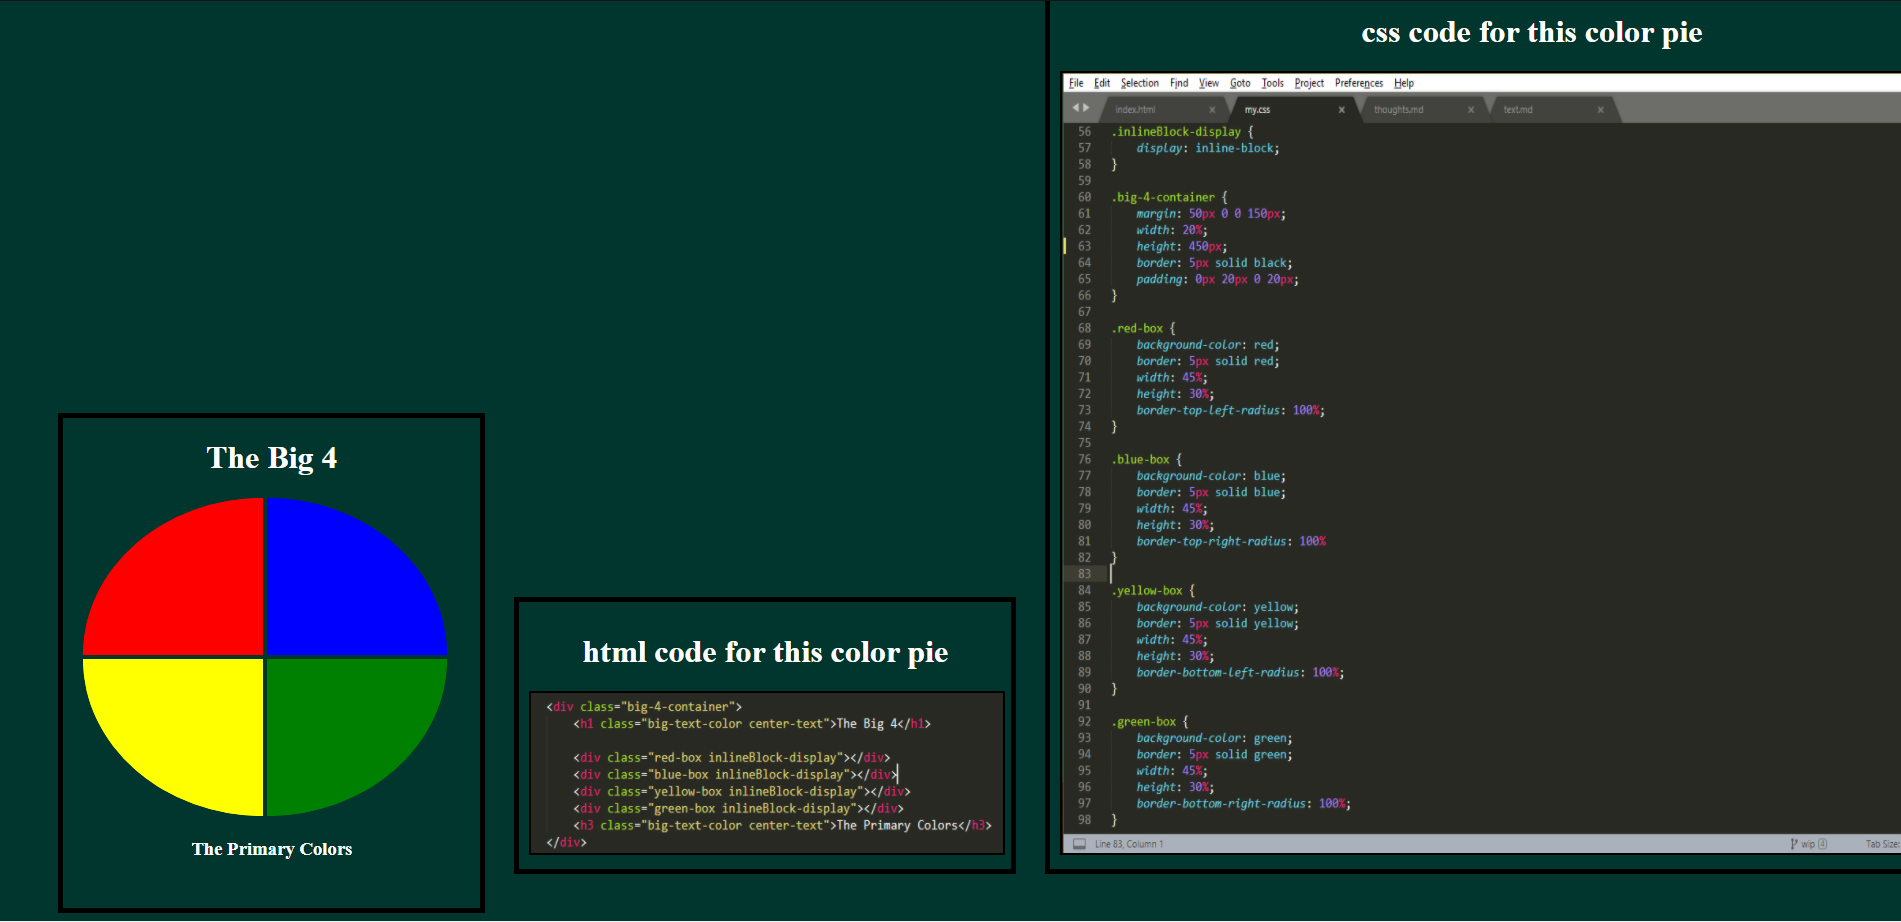 The Big 4
The Primary Colors
html code for this color pie
<div class="big-4-container">
<h1 class="big-text-color center-text">The Big 4</h1>
<div class="red-box inlineBlock-display"></div>
<div class="blue-box inlineBlock-display"></div>
<div class="yellow-box inlineBlock-display"></div>
<div class="green-box inlineBlock-display"></div>
<h3 class="big-text-color center-text">The Primary Colors</h3>
</div>
css code for this color pie
File Edit Selection Find View Goto Tools Project Preferences Help
index.html x my.css x thoughts.md x text.md x
56 .inlineBlock-display {
57 display: inline-block;
58 }
59
60 .big-4-container {
61 margin: 50px 0 0 150px;
62 width: 20%;
63 height: 450px;
64 border: 5px solid black;
65 padding: 0px 20px 0 20px;
66 }
67
68 .red-box {
69 background-color: red;
70 border: 5px solid red;
71 width: 45%;
72 height: 30%;
73 border-top-left-radius: 100%;
74 }
75
76 .blue-box {
77 background-color: blue;
78 border: 5px solid blue;
79 width: 45%;
80 height: 30%;
81 border-top-right-radius: 100%
82 }
83
84 .yellow-box {
85 background-color: yellow;
86 border: 5px solid yellow;
87 width: 45%;
88 height: 30%;
89 border-bottom-left-radius: 100%;
90 }
91
92 .green-box {
93 background-color: green;
94 border: 5px solid green;
95 width: 45%;
96 height: 30%;
97 border-bottom-right-radius: 100%;
98 }
Line 83, Column 1 wip 4 Tab Size: